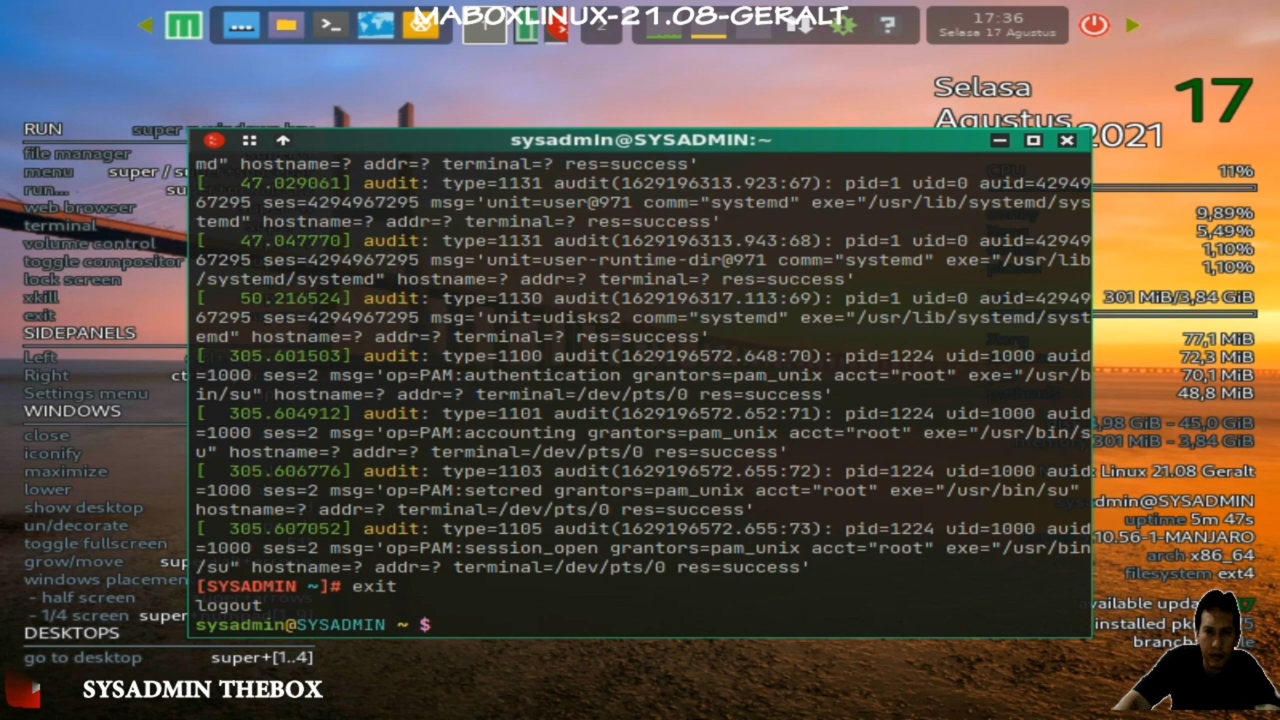 MABOXLINUX-21.08-GERALT
17:36
Selasa 17 Agustus
Selasa
17
Agustus
2021
RUN
file manager
menu super / su
run...
web browser
terminal
volume control
toggle compositor
lock screen
xkill
exit
SIDEPANELS
Left
Right
Settings menu
WINDOWS
close
iconify
maximize
lower
show desktop
un/decorate
toggle fullscreen
grow/move
windows placemen
- half screen
- 1/4 screen super
DESKTOPS
go to desktop super+[1..4]
sysadmin@SYSADMIN:~
md" hostname=? addr=? terminal=? res=success'
[   47.029061] audit: type=1131 audit(1629196313.923:67): pid=1 uid=0 auid=42949
67295 ses=4294967295 msg='unit=user@971 comm="systemd" exe="/usr/lib/systemd/sys
temd" hostname=? addr=? terminal=? res=success'
[   47.047770] audit: type=1131 audit(1629196313.943:68): pid=1 uid=0 auid=42949
67295 ses=4294967295 msg='unit=user-runtime-dir@971 comm="systemd" exe="/usr/lib
/systemd/systemd" hostname=? addr=? terminal=? res=success'
[   50.216524] audit: type=1130 audit(1629196317.113:69): pid=1 uid=0 auid=42949
67295 ses=4294967295 msg='unit=udisks2 comm="systemd" exe="/usr/lib/systemd/syst
emd" hostname=? addr=? terminal=? res=success'
[  305.601503] audit: type=1100 audit(1629196572.648:70): pid=1224 uid=1000 auid
=1000 ses=2 msg='op=PAM:authentication grantors=pam_unix acct="root" exe="/usr/b
in/su" hostname=? addr=? terminal=/dev/pts/0 res=success'
[  305.604912] audit: type=1101 audit(1629196572.652:71): pid=1224 uid=1000 auid
=1000 ses=2 msg='op=PAM:accounting grantors=pam_unix acct="root" exe="/usr/bin/s
u" hostname=? addr=? terminal=/dev/pts/0 res=success'
[  305.606776] audit: type=1103 audit(1629196572.655:72): pid=1224 uid=1000 auid
=1000 ses=2 msg='op=PAM:setcred grantors=pam_unix acct="root" exe="/usr/bin/su"
hostname=? addr=? terminal=/dev/pts/0 res=success'
[  305.607052] audit: type=1105 audit(1629196572.655:73): pid=1224 uid=1000 auid
=1000 ses=2 msg='op=PAM:session_open grantors=pam_unix acct="root" exe="/usr/bin
/su" hostname=? addr=? terminal=/dev/pts/0 res=success'
[SYSADMIN ~]# exit
logout
sysadmin@SYSADMIN ~ $
11%
9,89%
5,49%
1,10%
1,10%
301 MiB/3,84 GiB
77,1 MiB
72,3 MiB
70,1 MiB
48,8 MiB
,98 GiB - 45,0 GiB
301 MiB - 3,84 GiB
: Linux 21.08 Geralt
dmin@SYSADMIN
uptime 5m 47s
10.56-1-MANJARO
arch x86_64
filesystem ext4
available upda
installed pk
branch
SYSADMIN THEBOX